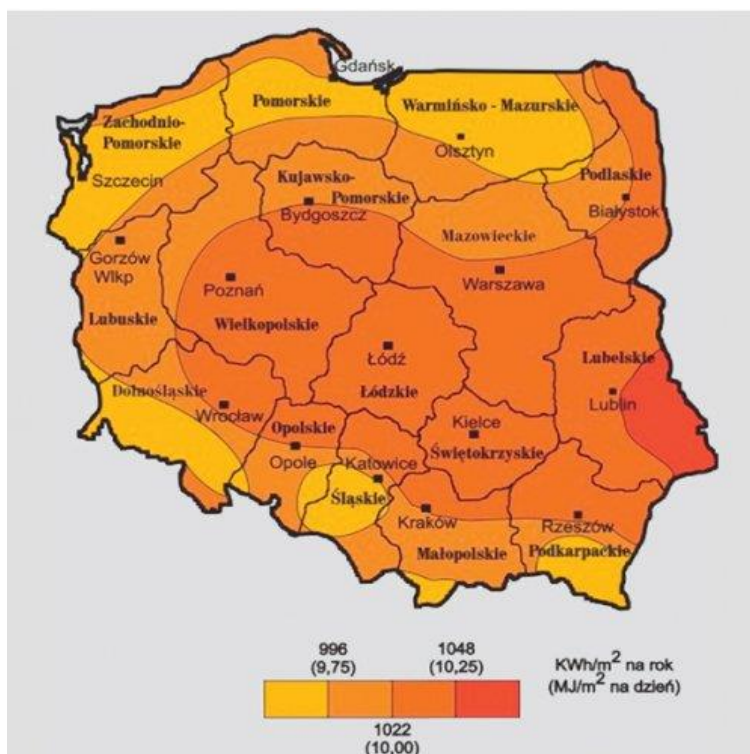 Gdańsk
Pomorskie
Warmińsko - Mazurskie
Zachodnio-
Pomorskie
Olsztyn
Szczecin
Kujawsko-
Pomorskie
Podlaskie
Bydgoszcz
Białystok
Mazowieckie
Gorzów
Wlkp
Poznań
Warszawa
Lubuskie
Wielkopolskie
Łódź
Lubelskie
Dolnośląskie
Łódzkie
Lublin
Wrocław
Opolskie
Kielce
Świętokrzyskie
Opole
Katowice
Śląskie
Kraków
Rzeszów
Małopolskie
Podkarpackie
996
(9,75)
1048
(10,25)
KWh/m² na rok
(MJ/m² na dzień)
1022
(10,00)